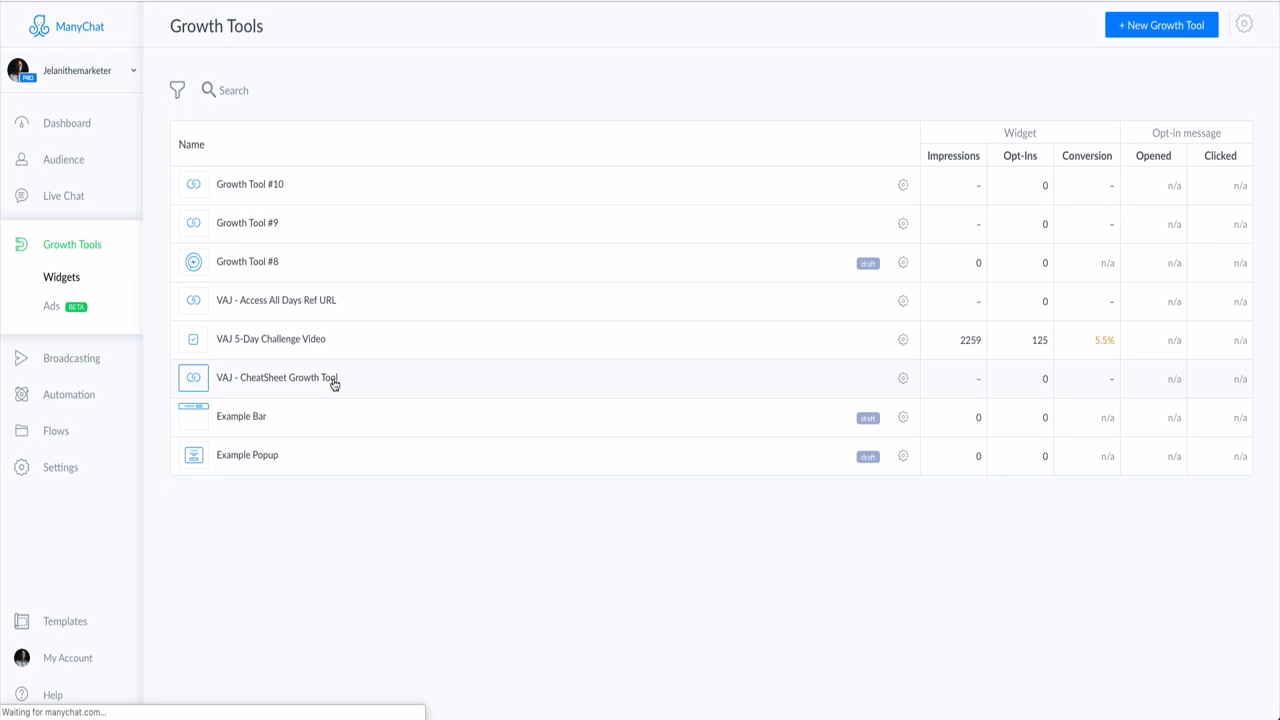 ManyChat
Growth Tools
+ New Growth Tool
PRO
Jelanithemarketer
Search
Dashboard
Audience
Live Chat
Growth Tools
Widgets
Ads BETA
Broadcasting
Automation
Flows
Settings
Templates
My Account
Help
Name
Widget
Opt-in message
Impressions Opt-Ins Conversion Opened Clicked
Growth Tool #10 - 0 - n/a n/a
Growth Tool #9 - 0 - n/a n/a
Growth Tool #8 draft 0 0 n/a n/a n/a
VAJ - Access All Days Ref URL - 0 - n/a n/a
VAJ 5-Day Challenge Video 2259 125 5.5% n/a n/a
VAJ - CheatSheet Growth Tool - 0 - n/a n/a
Example Bar draft 0 0 n/a n/a n/a
Example Popup draft 0 0 n/a n/a n/a
Waiting for manychat.com...